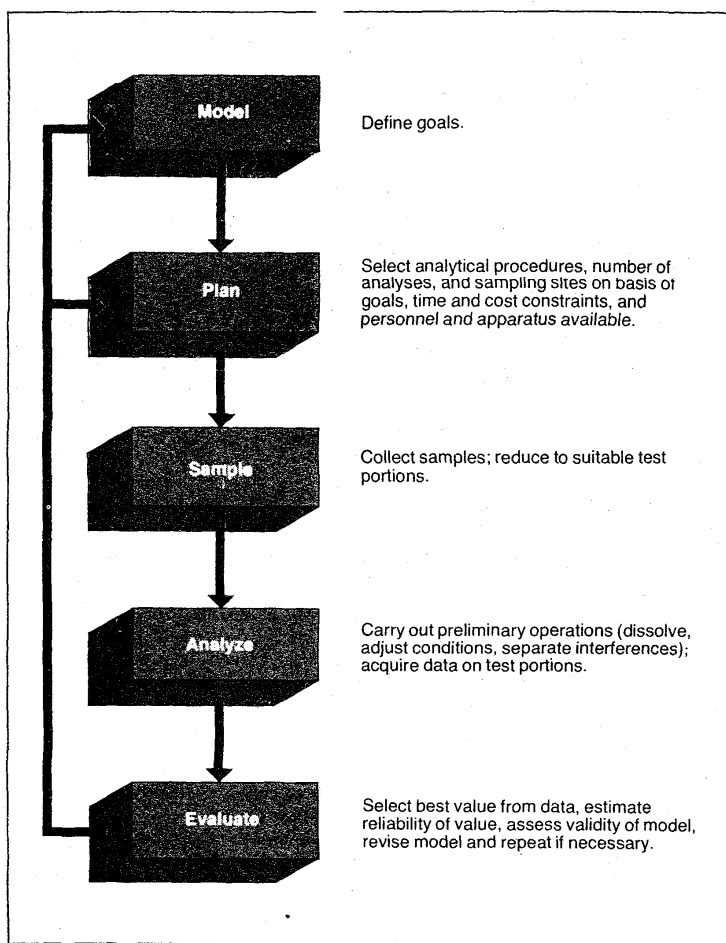 Model
Define goals.
Plan
Select analytical procedures, number of
analyses, and sampling sites on basis of
goals, time and cost constraints, and
personnel and apparatus available.
Sample
Collect samples; reduce to suitable test
portions.
Analyze
Carry out preliminary operations (dissolve,
adjust conditions, separate interferences);
acquire data on test portions.
Evaluate
Select best value from data, estimate
reliability of value, assess validity of model,
revise model and repeat if necessary.